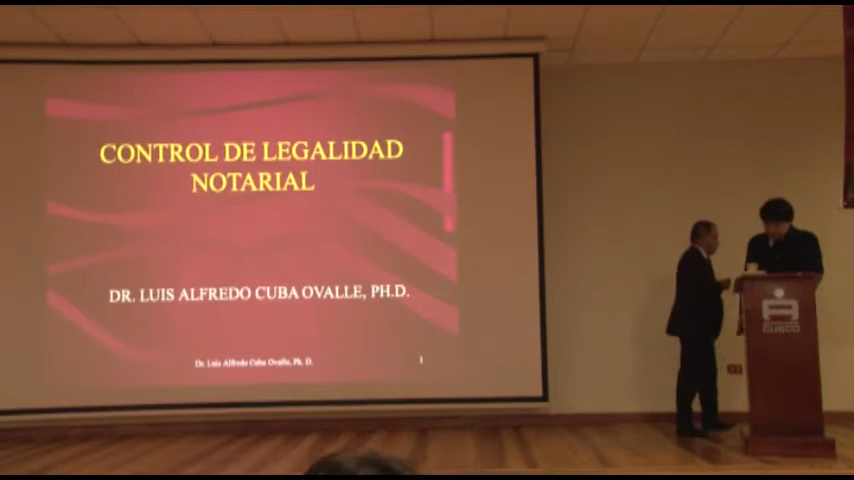 CONTROL DE LEGALIDAD
NOTARIAL
DR. LUIS ALFREDO CUBA OVALLE, PH.D.
Dr. Luis Alfredo Cuba Ovalle, Ph. D.
1
CUSCO